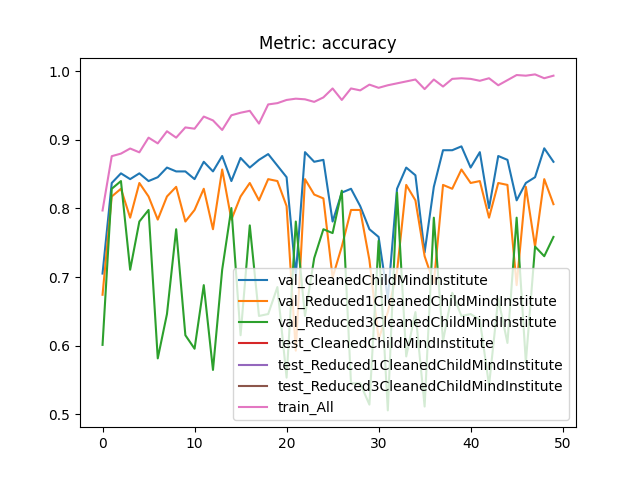 Metric: accuracy
1.0
0.9
0.8
0.7
0.6
0.5
val_CleanedChildMindInstitute
val_Reduced1CleanedChildMindInstitute
val_Reduced3CleanedChildMindInstitute
test_CleanedChildMindInstitute
test_Reduced1CleanedChildMindInstitute
test_Reduced3CleanedChildMindInstitute
train_All
0 10 20 30 40 50